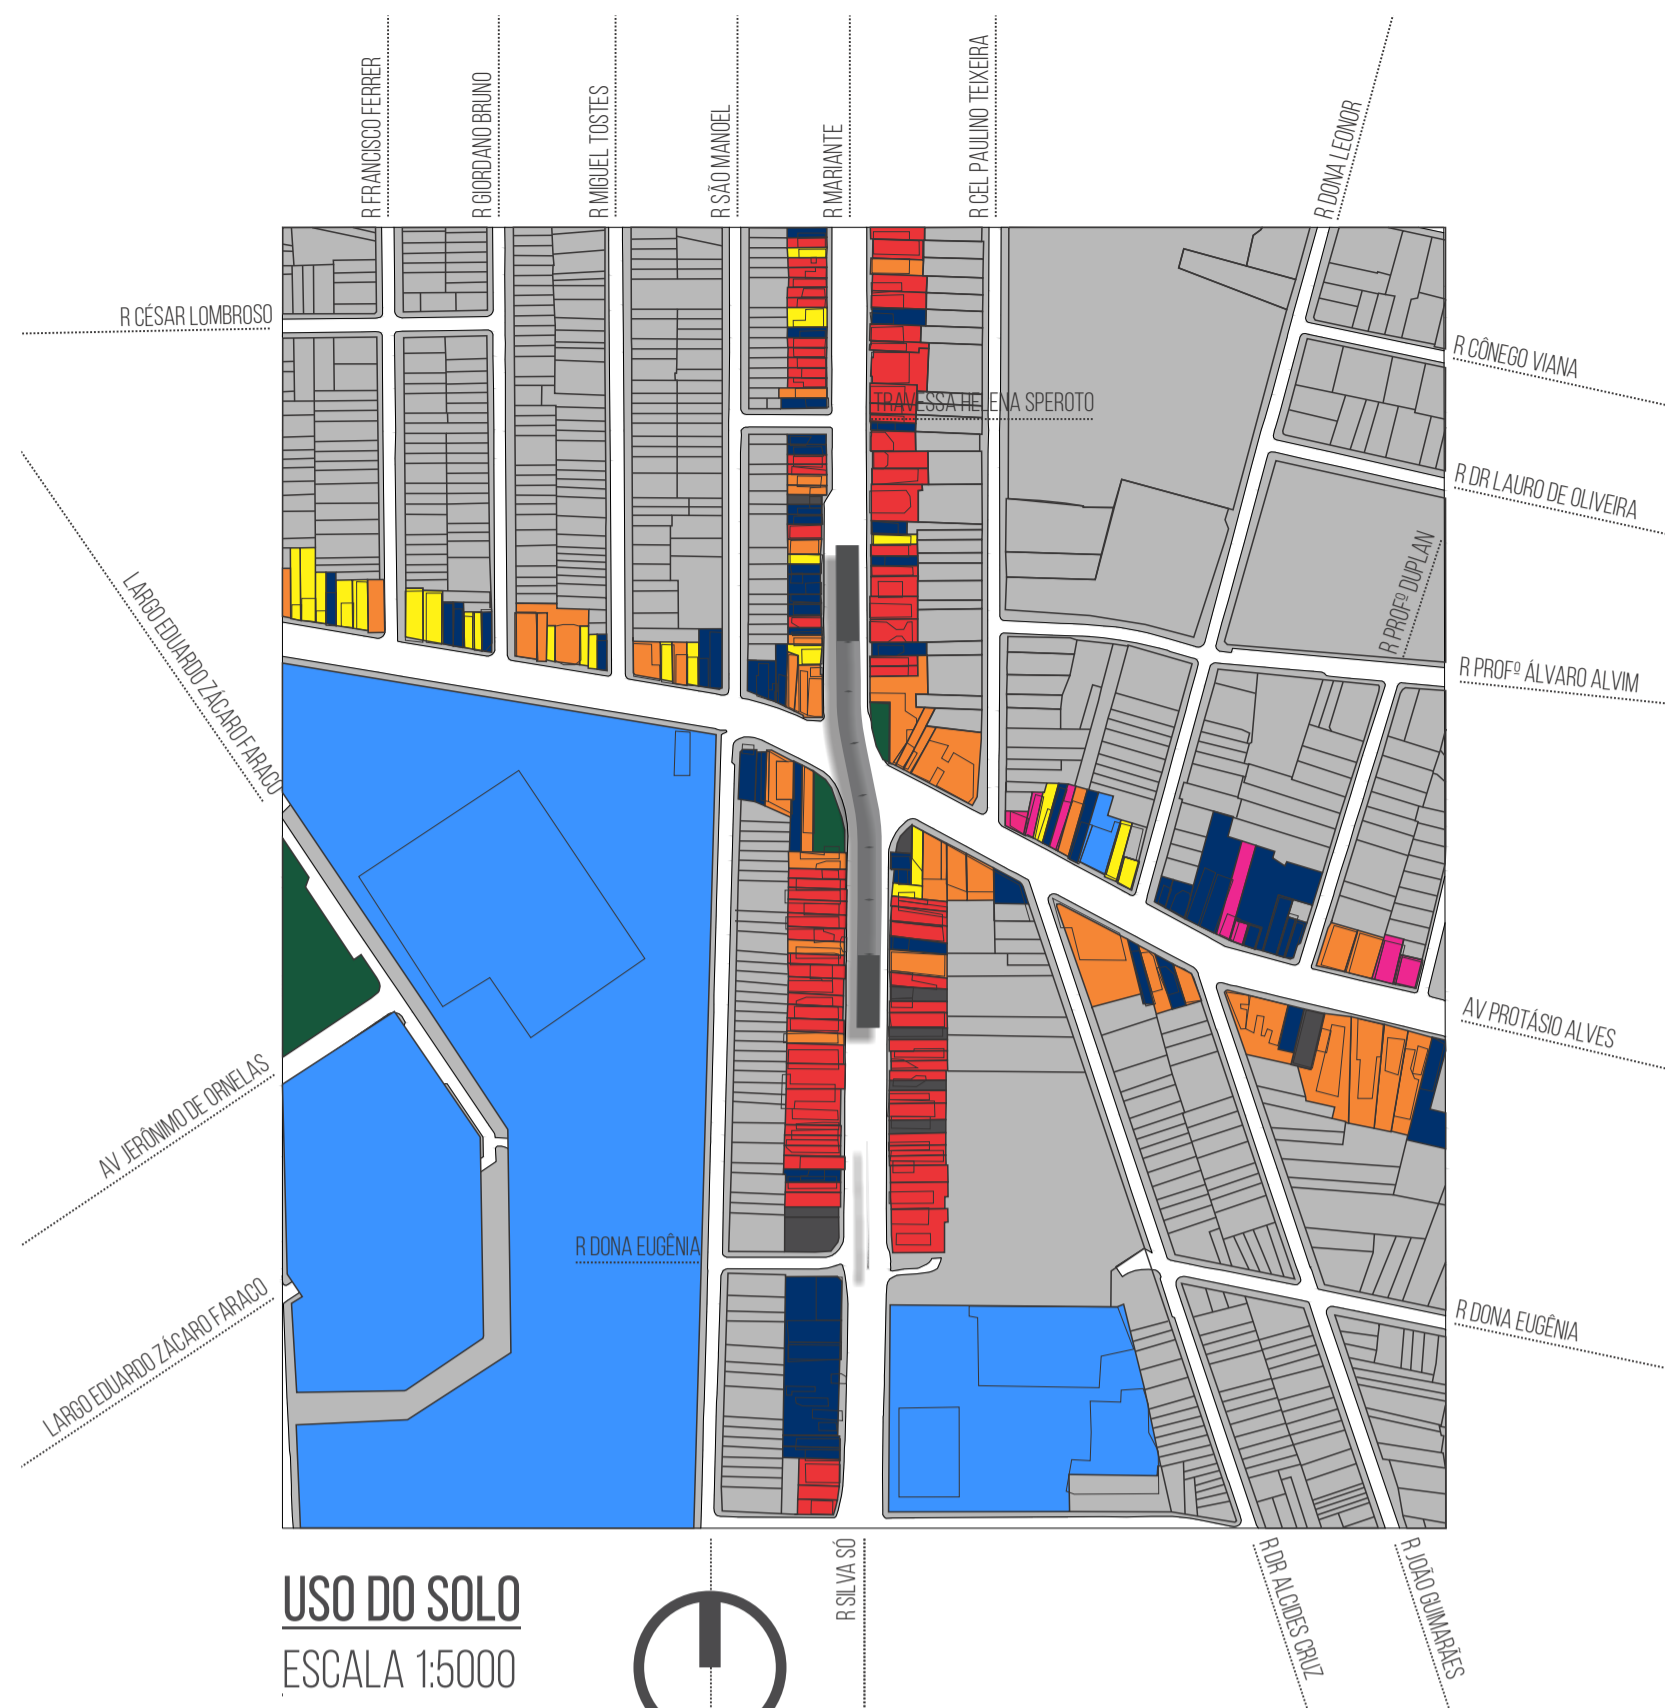 R FRANCISCO FERRER
R GIORDANO BRUNO
R MIGUEL TOSTES
R SÃO MANOEL
R MARIANTE
R CEL PAULINO TEIXEIRA
R DONA LEONOR
R CÉSAR LOMBROSO
R CÔNEGO VIANA
TRAVESSA HELENA SPEROTO
R DR LAURO DE OLIVEIRA
R PROFº DUPLAN
LARGO EDUARDO ZÁCARO FARACO
R PROFº ÁLVARO ALVIM
AV PROTÁSIO ALVES
AV JERÔNIMO DE ORNELAS
R DONA EUGÊNIA
LARGO EDUARDO ZÁCARO FARACO
R DONA EUGÊNIA
R SILVA SÓ
R DR ALCIDES CRUZ
R JOÃO GUIMARÃES
USO DO SOLO
ESCALA 1:5000